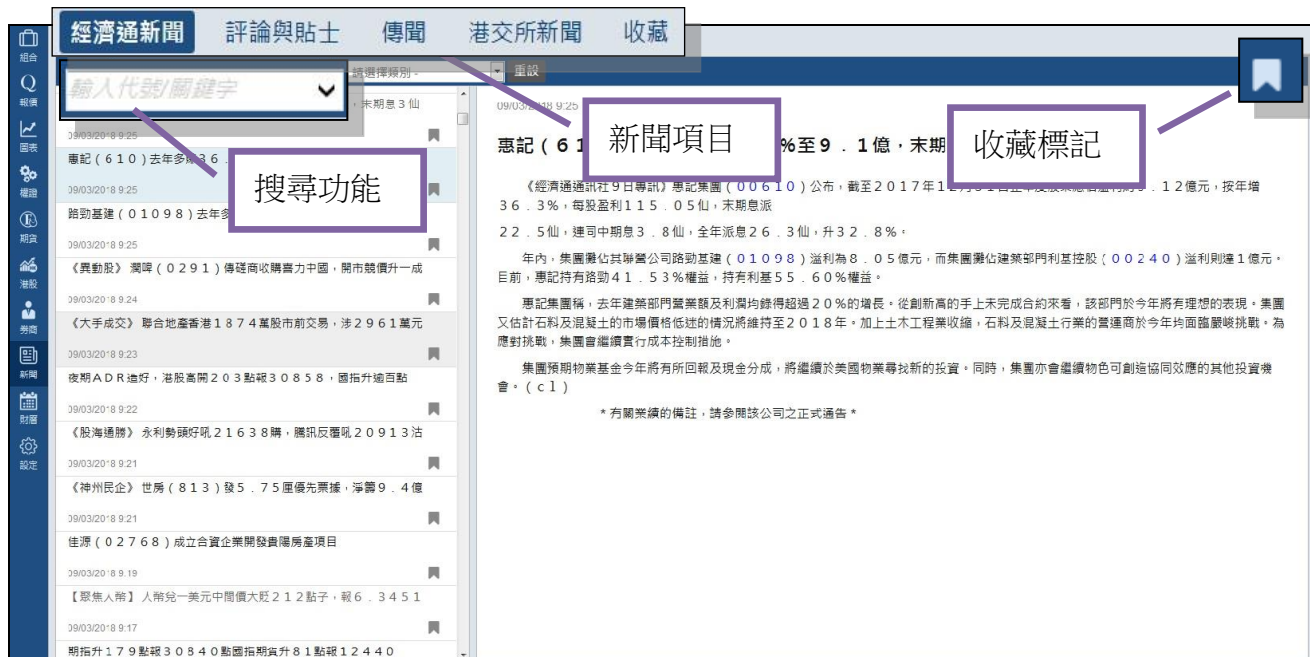 經濟通新聞 評論與貼士 傳聞 港交所新聞 收藏
組合
報價
圖表
權證
期貨
港股
券商
新聞
財曆
設定
輸入代號/關鍵字
請選擇類別 -
重設
搜尋功能
新聞項目
收藏標記
，末期息3仙
09/03/2018 9:25
惠記(610)去年多賺36.
09/03/2018 9:25
路勁基建(01098)去年多
09/03/2018 9:25
《異動股》 瀾啤(0291)傳磋商收購喜力中國，開市競價升一成
09/03/2018 9:24
《大手成交》 聯合地產香港1874萬股市前交易，涉2961萬元
09/03/2018 9:23
夜期ADR造好，港股高開203點報30858，國指升逾百點
09/03/2018 9:22
《股海通勝》 永利勢頭好吼21638購，騰訊反覆吼20913沽
09/03/2018 9:21
《神州民企》 世房(813)發5.75厘優先票據，淨籌9.4億
09/03/2018 9:21
佳源(02768)成立合資企業開發貴陽房產項目
09/03/2018 9:19
【聚焦人幣】 人幣兌一美元中間價大貶212點子，報6.3451
09/03/2018 9:17
期指升179點報30840點國指期貨升81點報12440
09/03/2018 9:25
惠記(61 %至9.1億，末期
《經濟通通訊社9日專訊》惠記集團(00610)公布，截至2017年12月31日止年度股東應佔溢利為9.12億元，按年增
36.3%，每股盈利115.05仙，末期息派
22.5仙，連同中期息3.8仙，全年派息26.3仙，升32.8%。
年內，集團攤佔其聯營公司路勁基建(01098)溢利為8.05億元，而集團攤佔建築部門利基控股(00240)溢利則達1億元。
目前，惠記持有路勁41.53%權益，持有利基55.60%權益。
惠記集團稱，去年建築部門營業額及利潤均錄得超過20%的增長。從創新高的手上未完成合約來看，該部門於今年將有理想的表現。集團
又估計石料及混凝土的市場價格低迷的情況將維持至2018年。加上土木工程業收縮，石料及混凝土行業的營運商於今年均面臨嚴峻挑戰。為
應對挑戰，集團會繼續實行成本控制措施。
集團預期物業基金今年將有所回報及現金分成，將繼續於美國物業尋找新的投資。同時，集團亦會繼續物色可創造協同效應的其他投資機
會。(cl)
*有關業績的備註，請參閱該公司之正式通告*